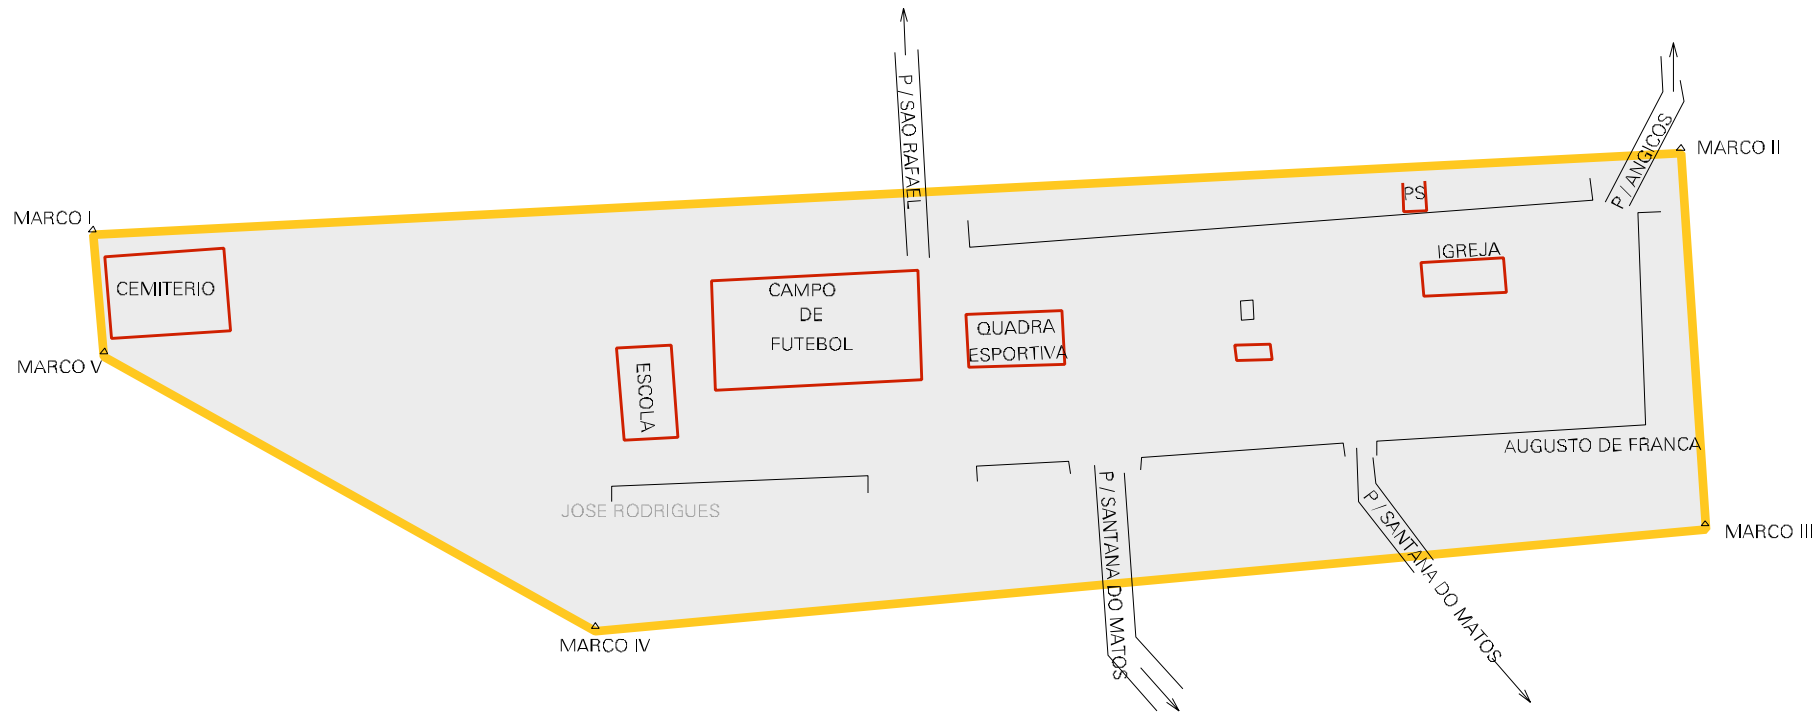 P / SAO RAFAEL
P / ANGICOS
MARCO II
PS
MARCO I
IGREJA
CEMITERIO
CAMPO
DE
FUTEBOL
QUADRA
ESPORTIVA
MARCO V
ESCOLA
AUGUSTO DE FRANCA
JOSE RODRIGUES
P / SANTANA DO MATOS
P / SANTANA DO MATOS
MARCO III
MARCO IV